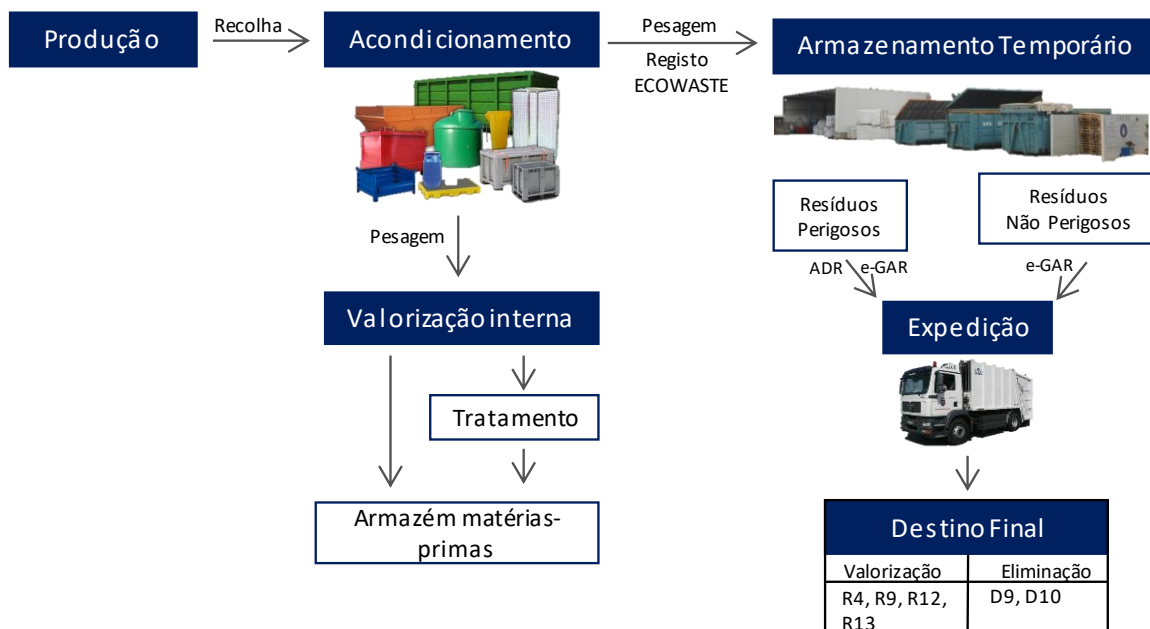 Produção
Recolha
Acondicionamento
Pesagem
Registo
ECOWASTE
Armazenamento Temporário
Resíduos
Perigosos
Resíduos
Não Perigosos
Pesagem
ADR
e-GAR
e-GAR
Valorização interna
Expedição
Tratamento
Armazém matérias-
primas
Destino Final
Valorização
Eliminação
R4, R9, R12,
R13
D9, D10